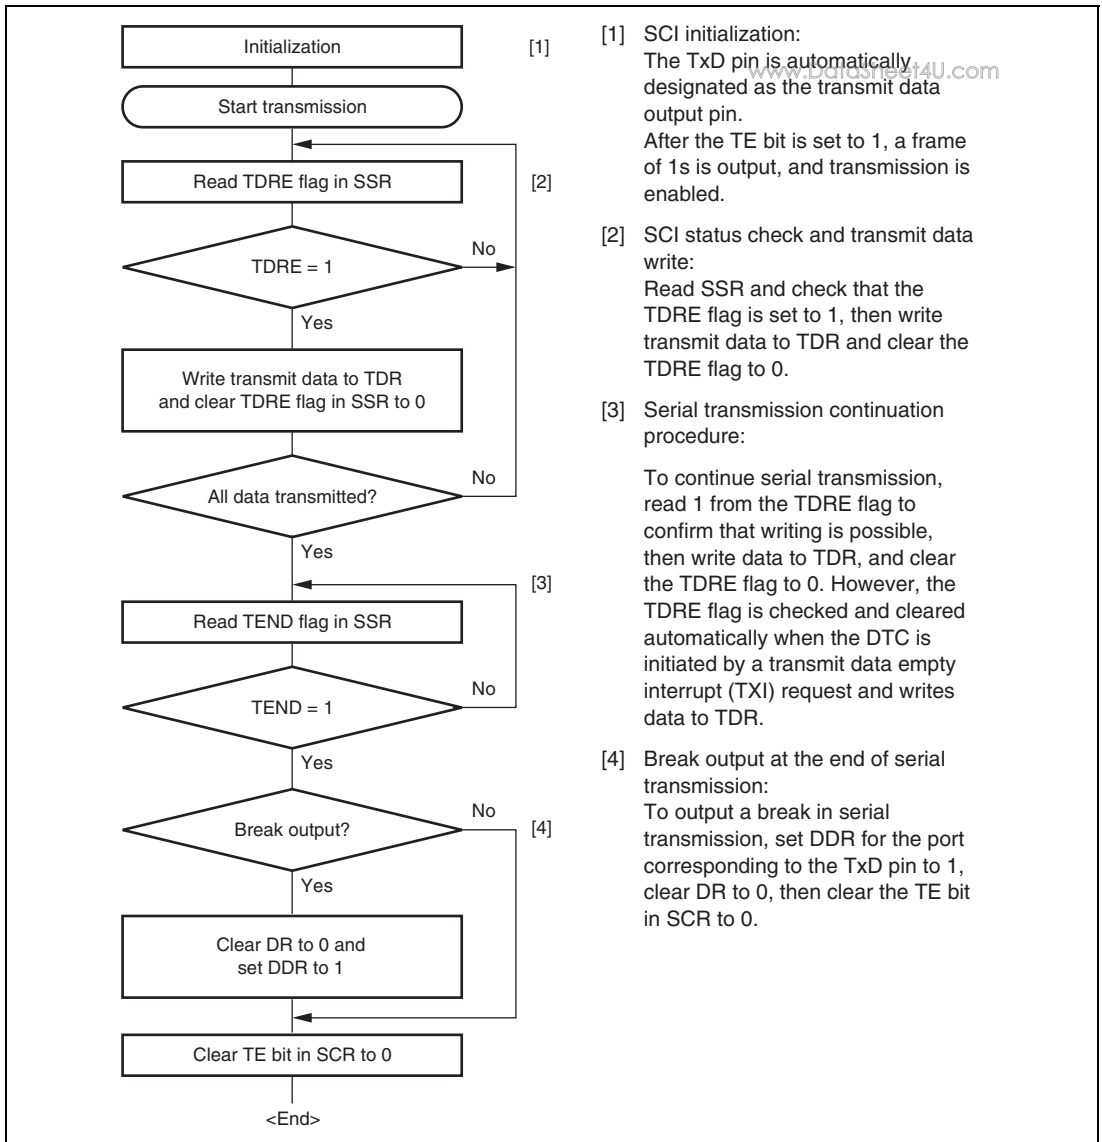 Initialization
[1]
Start transmission
Read TDRE flag in SSR
[2]
TDRE = 1
No
Yes
Write transmit data to TDR
and clear TDRE flag in SSR to 0
All data transmitted?
No
Yes
[3]
Read TEND flag in SSR
TEND = 1
No
Yes
Break output?
No
[4]
Yes
Clear DR to 0 and
set DDR to 1
Clear TE bit in SCR to 0
<End>
[1] SCI initialization:
The TxD pin is automatically
www.DataSheet4U.com
designated as the transmit data
output pin.
After the TE bit is set to 1, a frame
of 1s is output, and transmission is
enabled.
[2] SCI status check and transmit data
write:
Read SSR and check that the
TDRE flag is set to 1, then write
transmit data to TDR and clear the
TDRE flag to 0.
[3] Serial transmission continuation
procedure:
To continue serial transmission,
read 1 from the TDRE flag to
confirm that writing is possible,
then write data to TDR, and clear
the TDRE flag to 0. However, the
TDRE flag is checked and cleared
automatically when the DTC is
initiated by a transmit data empty
interrupt (TXI) request and writes
data to TDR.
[4] Break output at the end of serial
transmission:
To output a break in serial
transmission, set DDR for the port
corresponding to the TxD pin to 1,
clear DR to 0, then clear the TE bit
in SCR to 0.